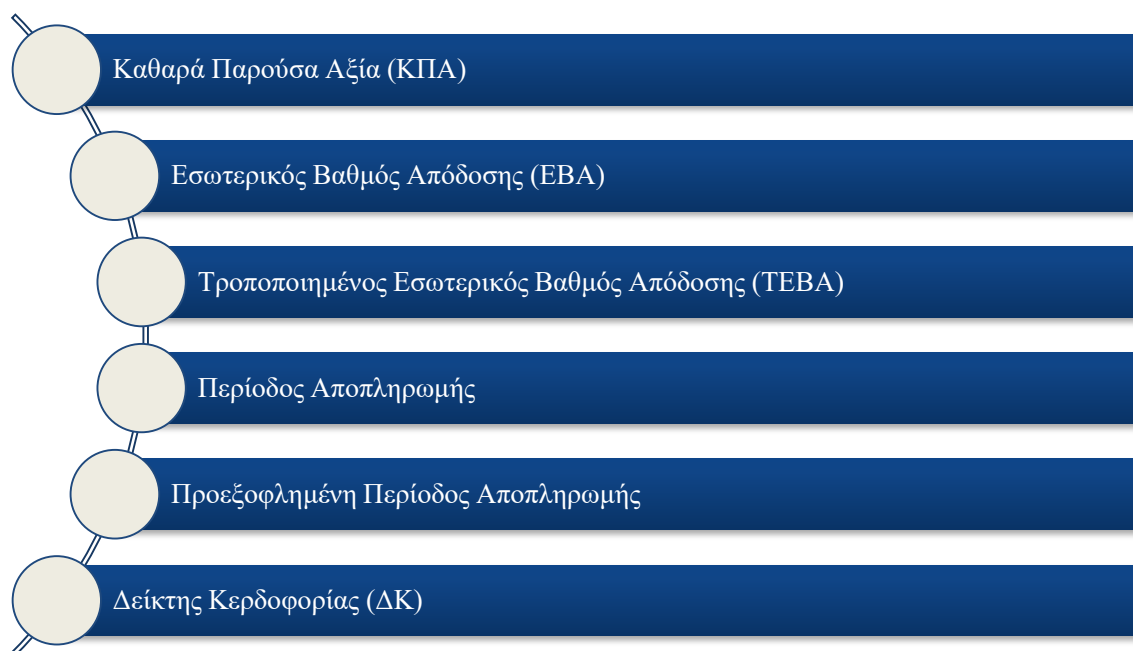 Καθαρά Παρούσα Αξία (ΚΠΑ)
Εσωτερικός Βαθμός Απόδοσης (ΕΒΑ)
Τροποποιημένος Εσωτερικός Βαθμός Απόδοσης (ΤΕΒΑ)
Περίοδος Αποπληρωμής
Προεξοφλημένη Περίοδος Αποπληρωμής
Δείκτης Κερδοφορίας (ΔΚ)